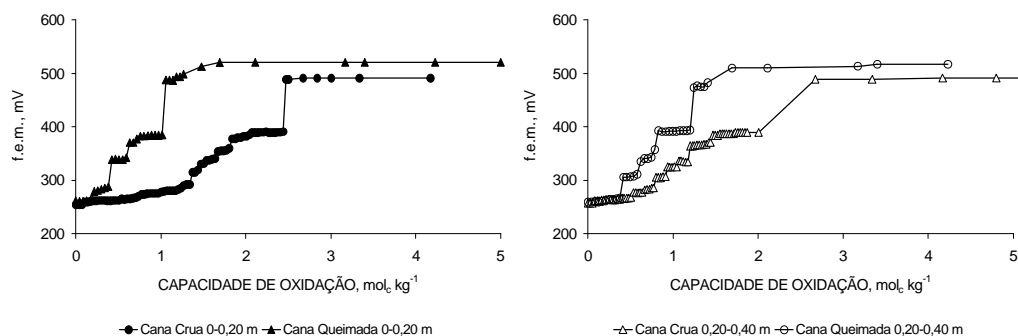 600
500
400
300
200
f.e.m., mV
0 1 2 3 4 5
CAPACIDADE DE OXIDAÇÃO, mol_c kg^-1
Cana Crua 0-0,20 m Cana Queimada 0-0,20 m
600
500
400
300
200
f.e.m., mV
0 1 2 3 4 5
CAPACIDADE DE OXIDAÇÃO, mol_c kg^-1
Cana Crua 0,20-0,40 m Cana Queimada 0,20-0,40 m